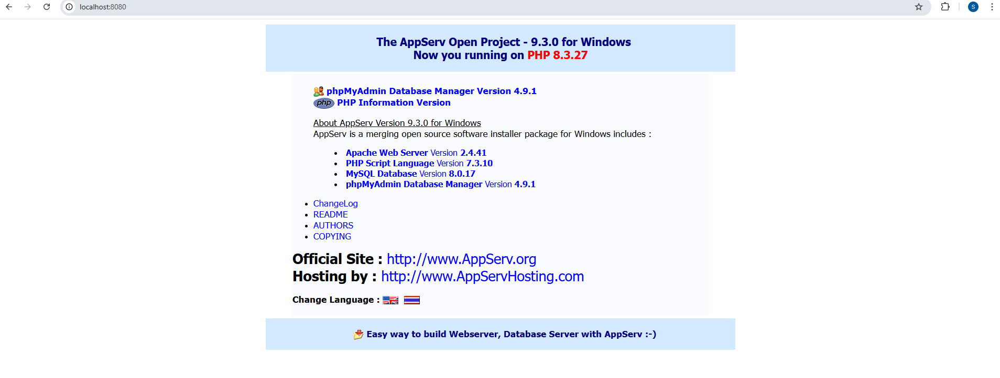 localhost:8080
S
The AppServ Open Project - 9.3.0 for Windows
Now you running on PHP 8.3.27
phpMyAdmin Database Manager Version 4.9.1
php PHP Information Version
About AppServ Version 9.3.0 for Windows
AppServ is a merging open source software installer package for Windows includes :
Apache Web Server Version 2.4.41
PHP Script Language Version 7.3.10
MySQL Database Version 8.0.17
phpMyAdmin Database Manager Version 4.9.1
ChangeLog
README
AUTHORS
COPYING
Official Site : http://www.AppServ.org
Hosting by : http://www.AppServHosting.com
Change Language :
Easy way to build Webserver, Database Server with AppServ :-)